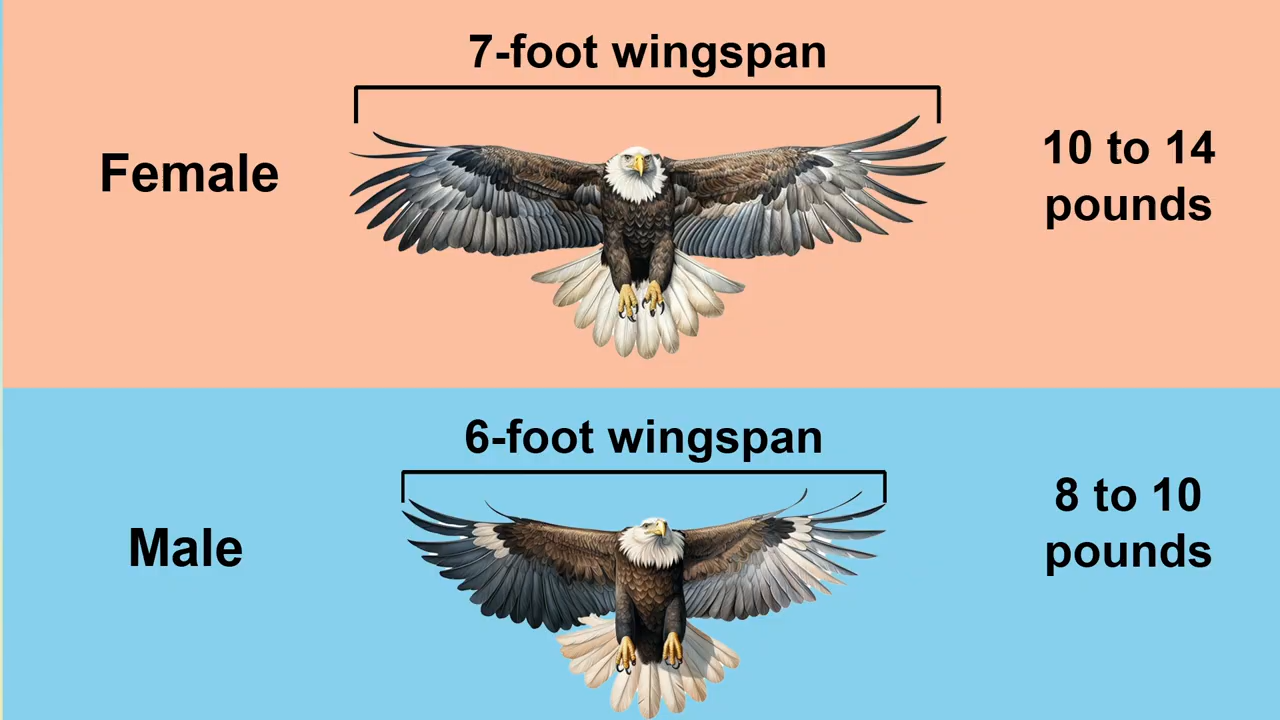 7-foot wingspan
Female
10 to 14
pounds
6-foot wingspan
Male
8 to 10
pounds